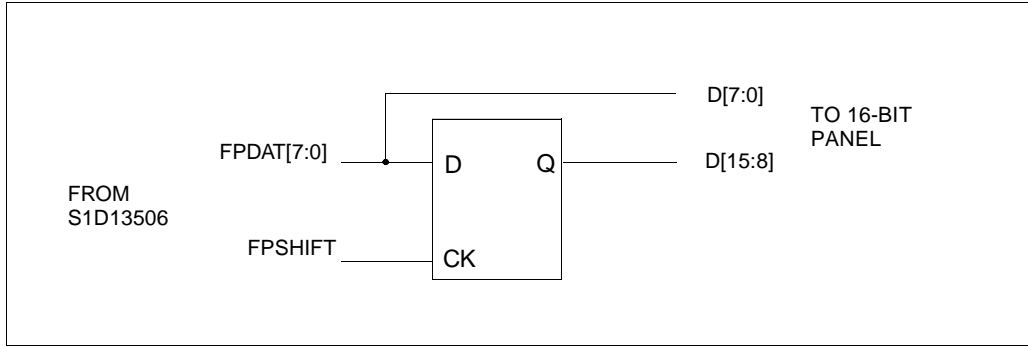 D[7:0]
TO 16-BIT
PANEL
FPDAT[7:0]
D
Q
D[15:8]
FROM
S1D13506
FPSHIFT
CK